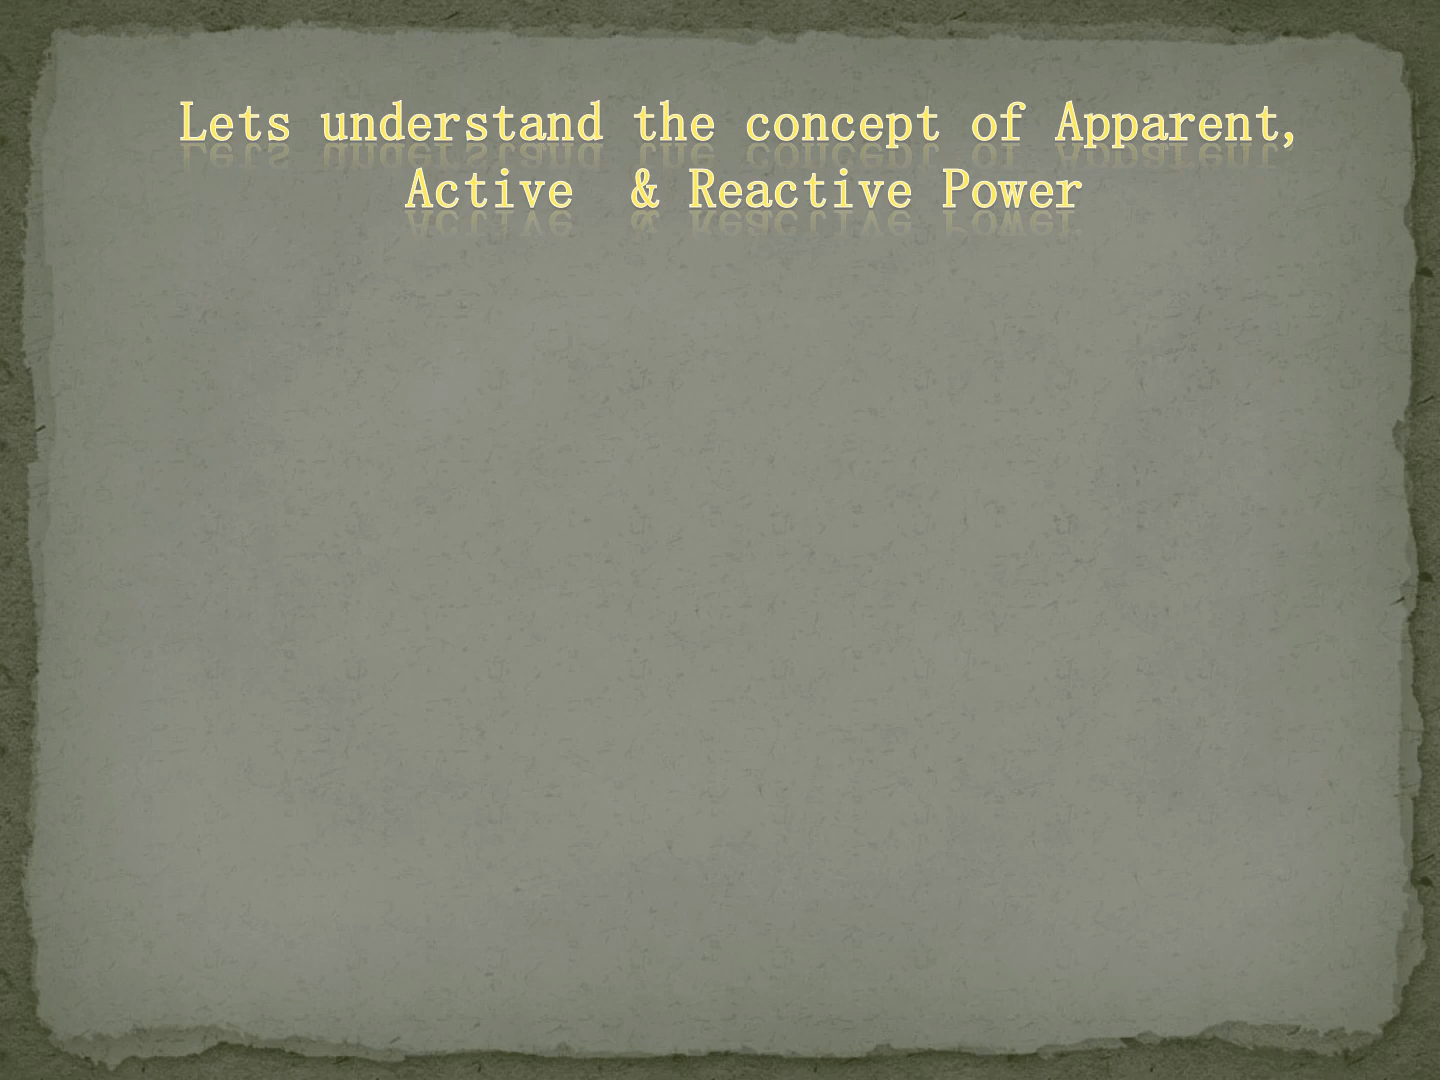 Lets understand the concept of Apparent,
Active  & Reactive Power